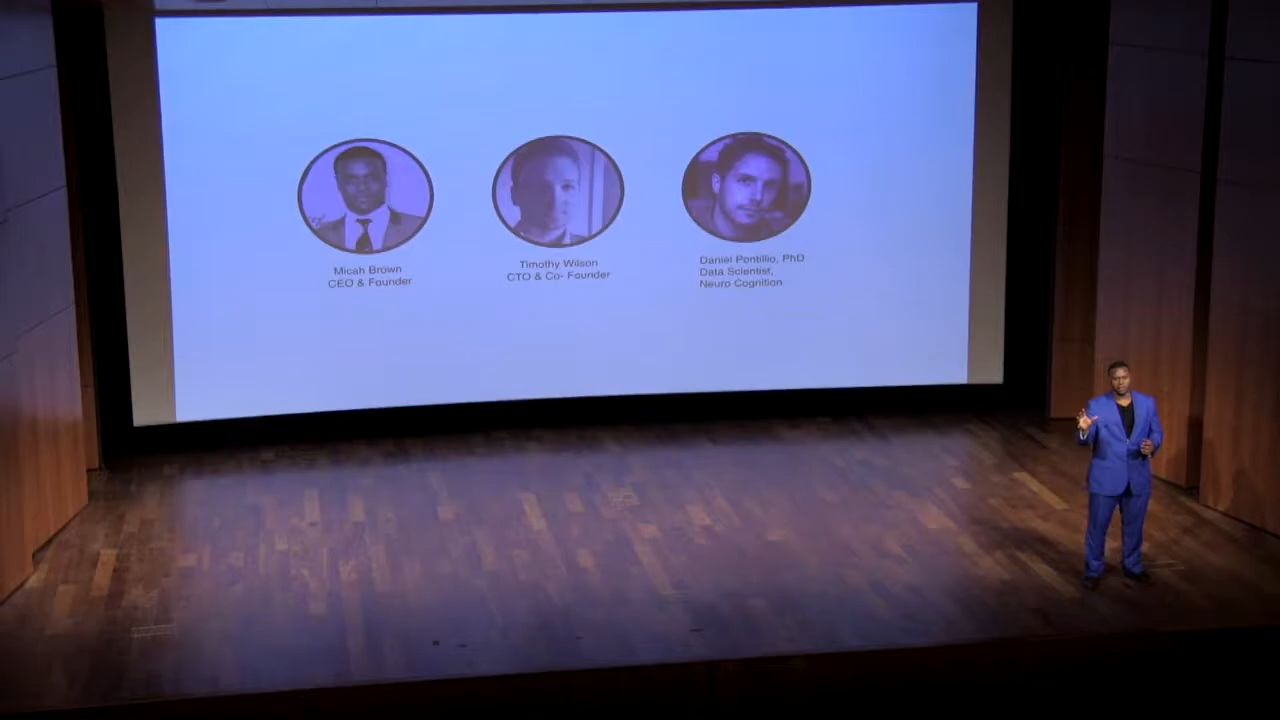 Micah Brown
CEO & Founder
Timothy Wilson
CTO & Co- Founder
Daniel Pontillio, PhD
Data Scientist,
Neuro Cognition